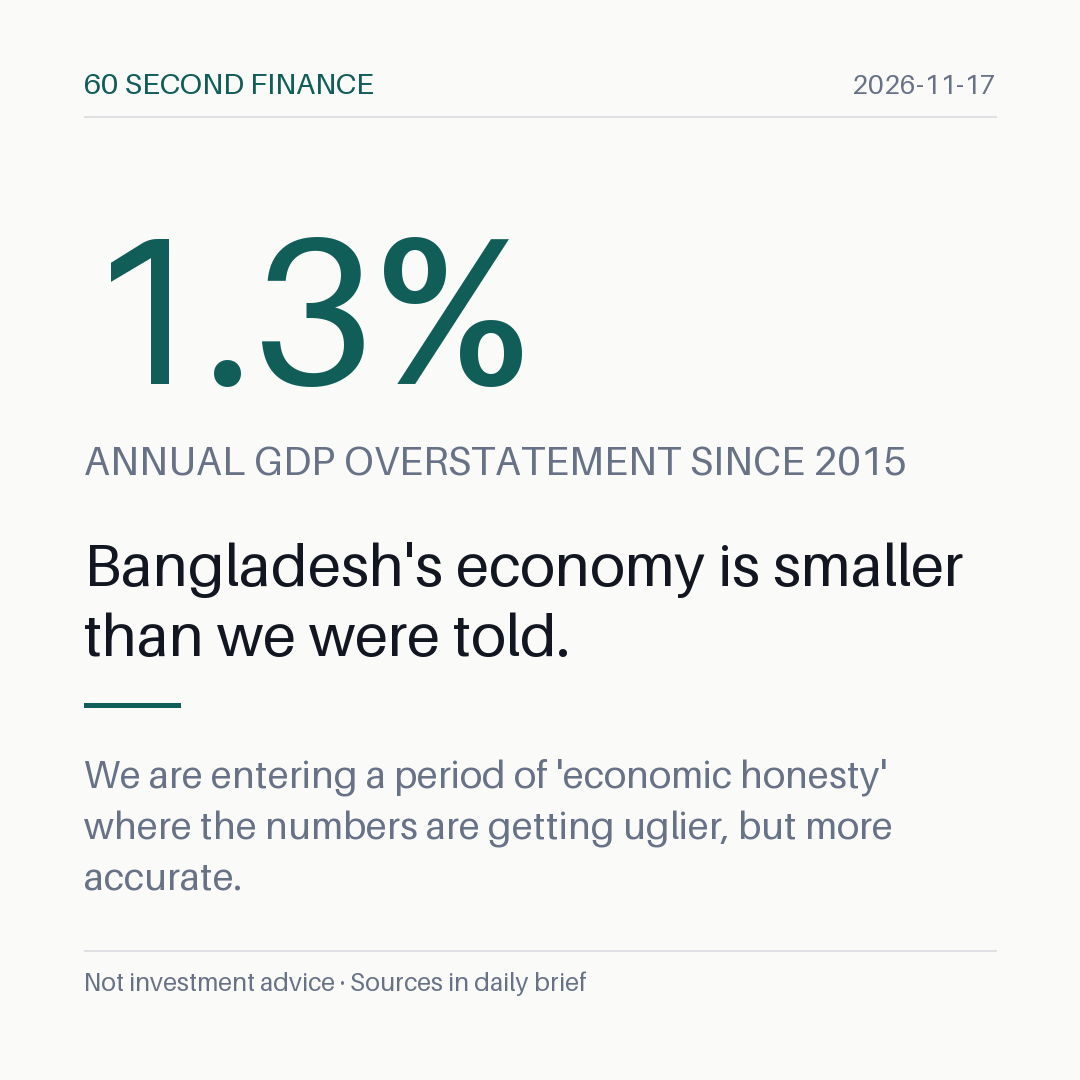 60 SECOND FINANCE
2026-11-17
1.3%
ANNUAL GDP OVERSTATEMENT SINCE 2015
Bangladesh's economy is smaller
than we were told.
We are entering a period of 'economic honesty'
where the numbers are getting uglier, but more
accurate.
Not investment advice · Sources in daily brief